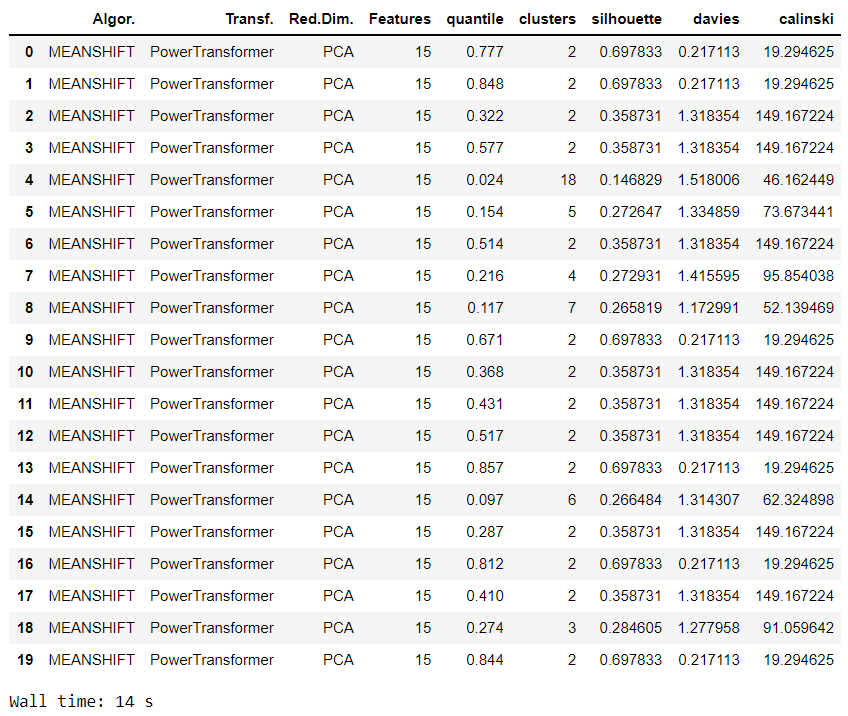 Algor. Transf. Red.Dim. Features quantile clusters silhouette davies calinski
0 MEANSHIFT PowerTransformer PCA 15 0.777 2 0.697833 0.217113 19.294625
1 MEANSHIFT PowerTransformer PCA 15 0.848 2 0.697833 0.217113 19.294625
2 MEANSHIFT PowerTransformer PCA 15 0.322 2 0.358731 1.318354 149.167224
3 MEANSHIFT PowerTransformer PCA 15 0.577 2 0.358731 1.318354 149.167224
4 MEANSHIFT PowerTransformer PCA 15 0.024 18 0.146829 1.518006 46.162449
5 MEANSHIFT PowerTransformer PCA 15 0.154 5 0.272647 1.334859 73.673441
6 MEANSHIFT PowerTransformer PCA 15 0.514 2 0.358731 1.318354 149.167224
7 MEANSHIFT PowerTransformer PCA 15 0.216 4 0.272931 1.415595 95.854038
8 MEANSHIFT PowerTransformer PCA 15 0.117 7 0.265819 1.172991 52.139469
9 MEANSHIFT PowerTransformer PCA 15 0.671 2 0.697833 0.217113 19.294625
10 MEANSHIFT PowerTransformer PCA 15 0.368 2 0.358731 1.318354 149.167224
11 MEANSHIFT PowerTransformer PCA 15 0.431 2 0.358731 1.318354 149.167224
12 MEANSHIFT PowerTransformer PCA 15 0.517 2 0.358731 1.318354 149.167224
13 MEANSHIFT PowerTransformer PCA 15 0.857 2 0.697833 0.217113 19.294625
14 MEANSHIFT PowerTransformer PCA 15 0.097 6 0.266484 1.314307 62.324898
15 MEANSHIFT PowerTransformer PCA 15 0.287 2 0.358731 1.318354 149.167224
16 MEANSHIFT PowerTransformer PCA 15 0.812 2 0.697833 0.217113 19.294625
17 MEANSHIFT PowerTransformer PCA 15 0.410 2 0.358731 1.318354 149.167224
18 MEANSHIFT PowerTransformer PCA 15 0.274 3 0.284605 1.277958 91.059642
19 MEANSHIFT PowerTransformer PCA 15 0.844 2 0.697833 0.217113 19.294625
Wall time: 14 s